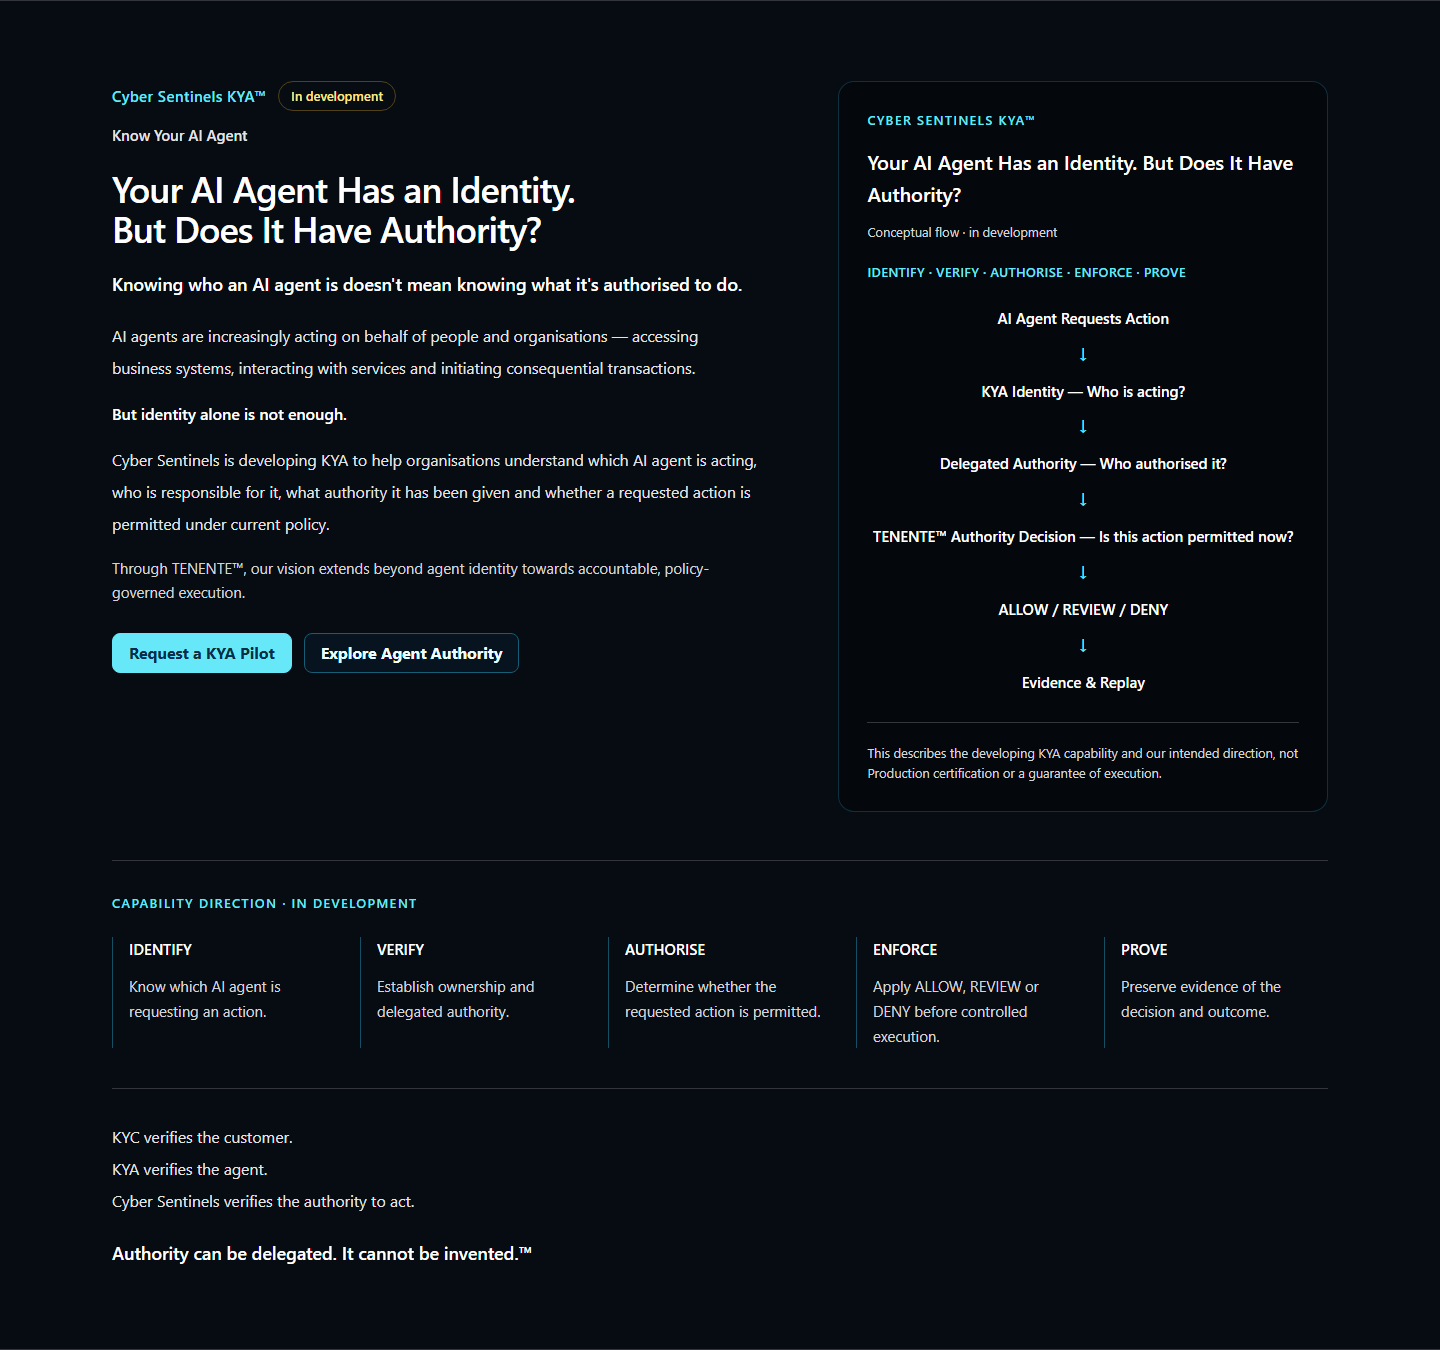 Cyber Sentinels KYA™
In development
Know Your AI Agent
Your AI Agent Has an Identity.
But Does It Have Authority?
Knowing who an AI agent is doesn't mean knowing what it's authorised to do.
AI agents are increasingly acting on behalf of people and organisations — accessing
business systems, interacting with services and initiating consequential transactions.
But identity alone is not enough.
Cyber Sentinels is developing KYA to help organisations understand which AI agent is acting,
who is responsible for it, what authority it has been given and whether a requested action is
permitted under current policy.
Through TENENTE™, our vision extends beyond agent identity towards accountable, policy-
governed execution.
Request a KYA Pilot
Explore Agent Authority
CYBER SENTINELS KYA™
Your AI Agent Has an Identity. But Does It Have
Authority?
Conceptual flow · in development
IDENTIFY · VERIFY · AUTHORISE · ENFORCE · PROVE
AI Agent Requests Action
↓
KYA Identity — Who is acting?
↓
Delegated Authority — Who authorised it?
↓
TENENTE™ Authority Decision — Is this action permitted now?
↓
ALLOW / REVIEW / DENY
↓
Evidence & Replay
This describes the developing KYA capability and our intended direction, not
Production certification or a guarantee of execution.
CAPABILITY DIRECTION · IN DEVELOPMENT
IDENTIFY
Know which AI agent is
requesting an action.
VERIFY
Establish ownership and
delegated authority.
AUTHORISE
Determine whether the
requested action is permitted.
ENFORCE
Apply ALLOW, REVIEW or
DENY before controlled
execution.
PROVE
Preserve evidence of the
decision and outcome.
KYC verifies the customer.
KYA verifies the agent.
Cyber Sentinels verifies the authority to act.
Authority can be delegated. It cannot be invented.™